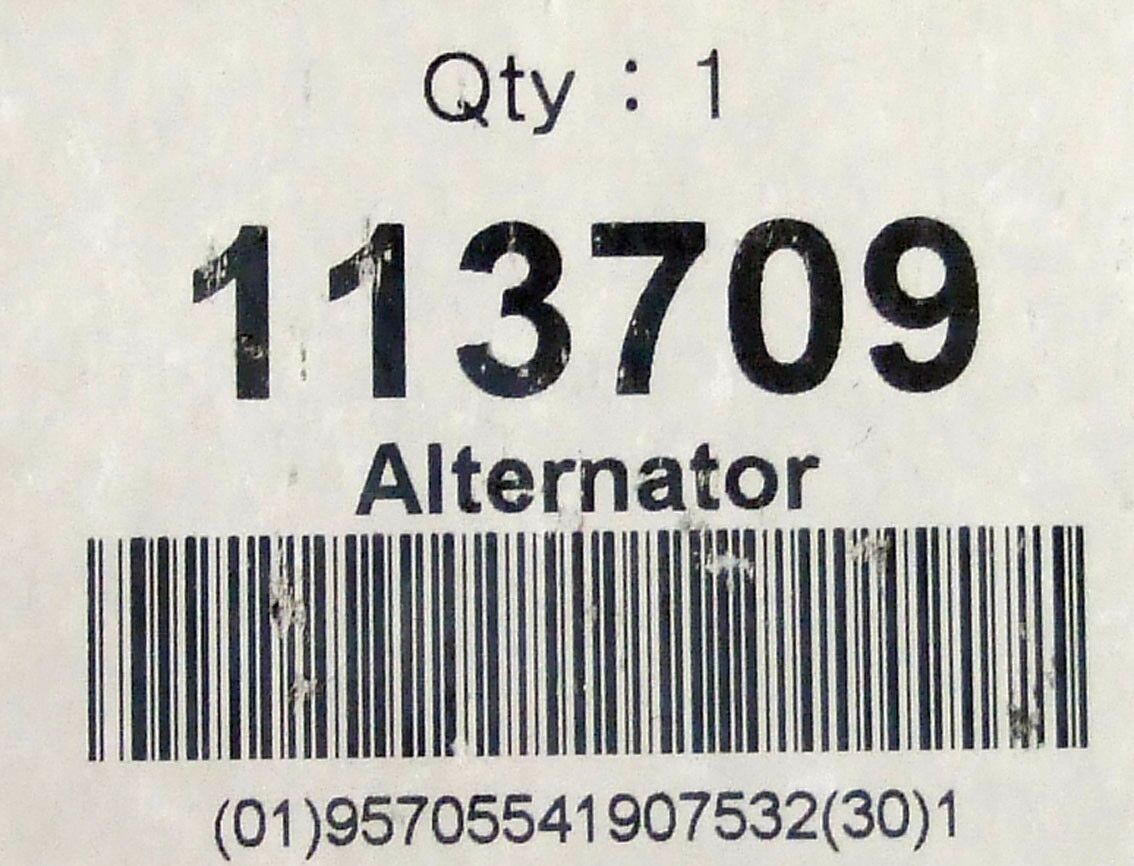 Qty : 1
113709
Alternator
(01)95705541907532(30)1